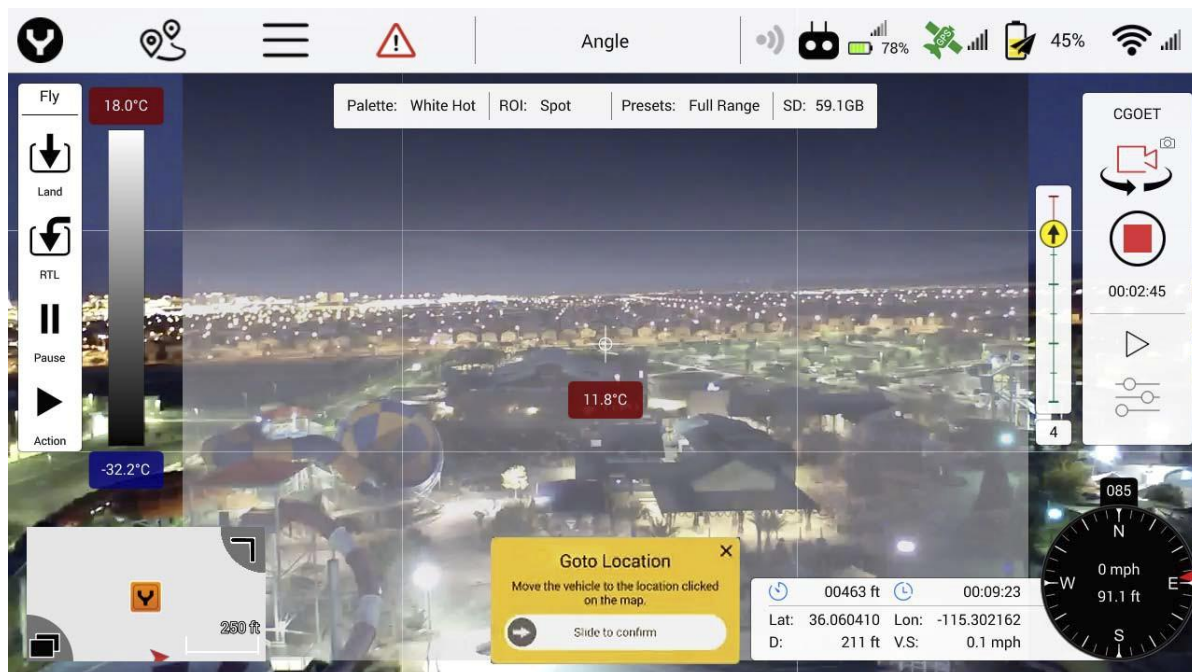 Angle
78%
GPS
45%
Fly
18.0°C
Palette: White Hot ROI: Spot Presets: Full Range SD: 59.1GB
CGOET
Land
RTL
00:02:45
Pause
11.8°C
Action
4
-32.2°C
085
N
Goto Location
Move the vehicle to the location clicked
on the map.
0 mph
W E
91.1 ft
00463 ft 00:09:23
Lat: 36.060410 Lon: -115.302162
250 ft
Slide to confirm
D: 211 ft V.S: 0.1 mph
S